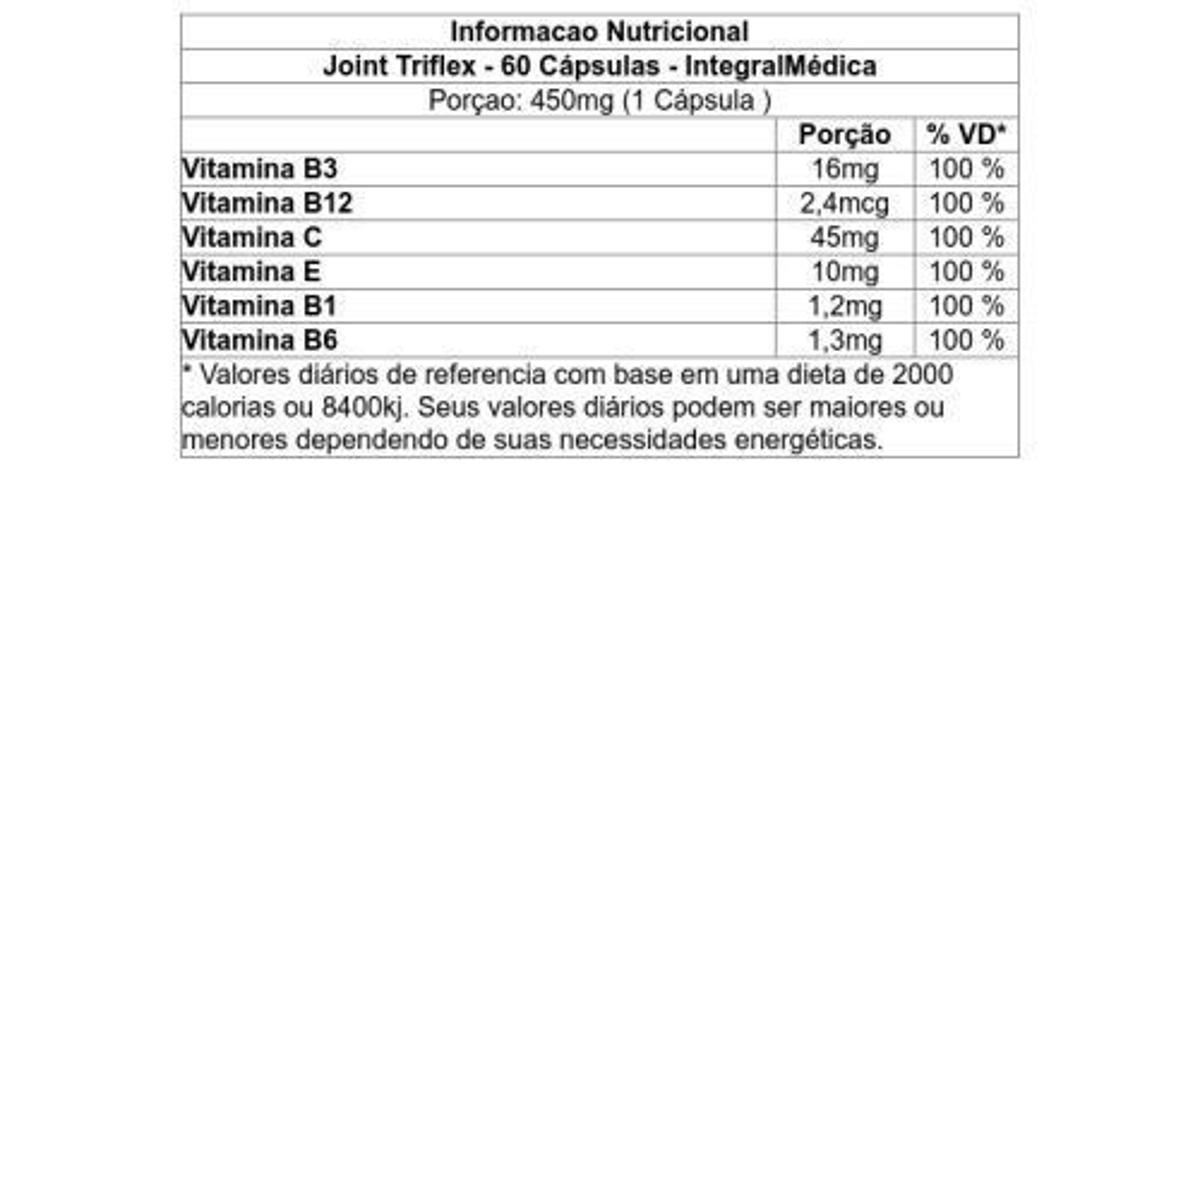 Informacao Nutricional
Joint Triflex - 60 Cápsulas - IntegralMédica
Porçao: 450mg (1 Cápsula )
Porção % VD*
Vitamina B3 16mg 100 %
Vitamina B12 2,4mcg 100 %
Vitamina C 45mg 100 %
Vitamina E 10mg 100 %
Vitamina B1 1,2mg 100 %
Vitamina B6 1,3mg 100 %
* Valores diários de referencia com base em uma dieta de 2000
calorias ou 8400kj. Seus valores diários podem ser maiores ou
menores dependendo de suas necessidades energéticas.